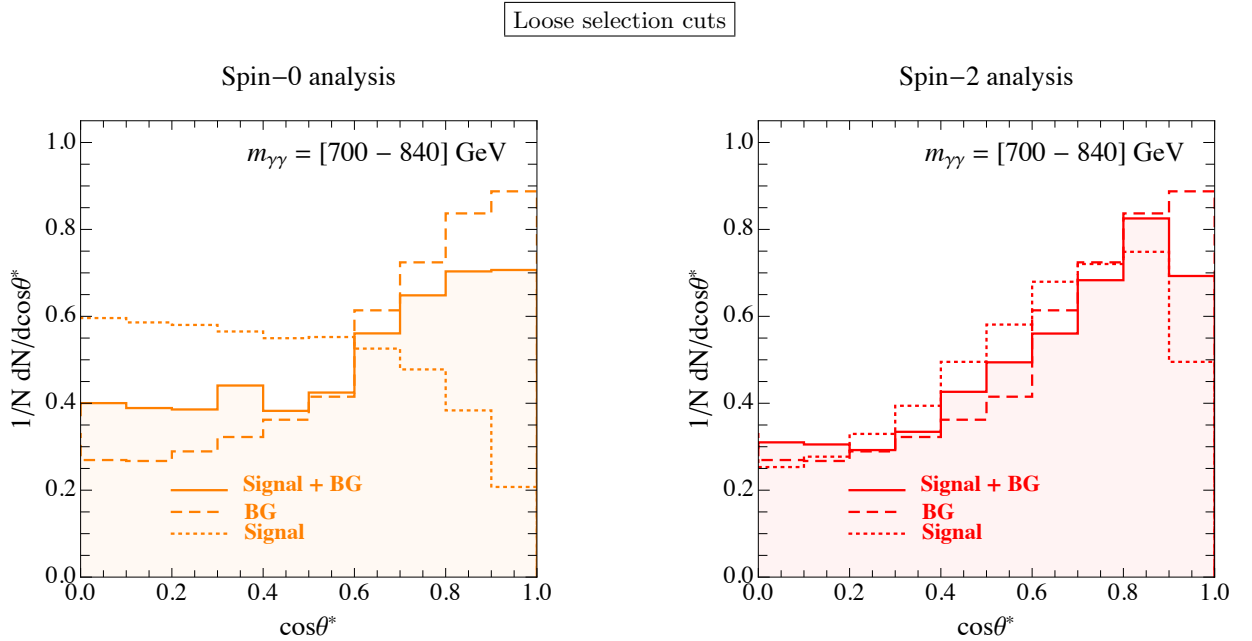 Loose selection cuts
Spin−0 analysis
1/N dN/dcosθ*
1.0
0.8
0.6
0.4
0.2
0.0
mγγ = [700 − 840] GeV
Signal + BG
BG
Signal
0.0 0.2 0.4 0.6 0.8 1.0
cosθ*
Spin−2 analysis
1/N dN/dcosθ*
1.0
0.8
0.6
0.4
0.2
0.0
mγγ = [700 − 840] GeV
Signal + BG
BG
Signal
0.0 0.2 0.4 0.6 0.8 1.0
cosθ*